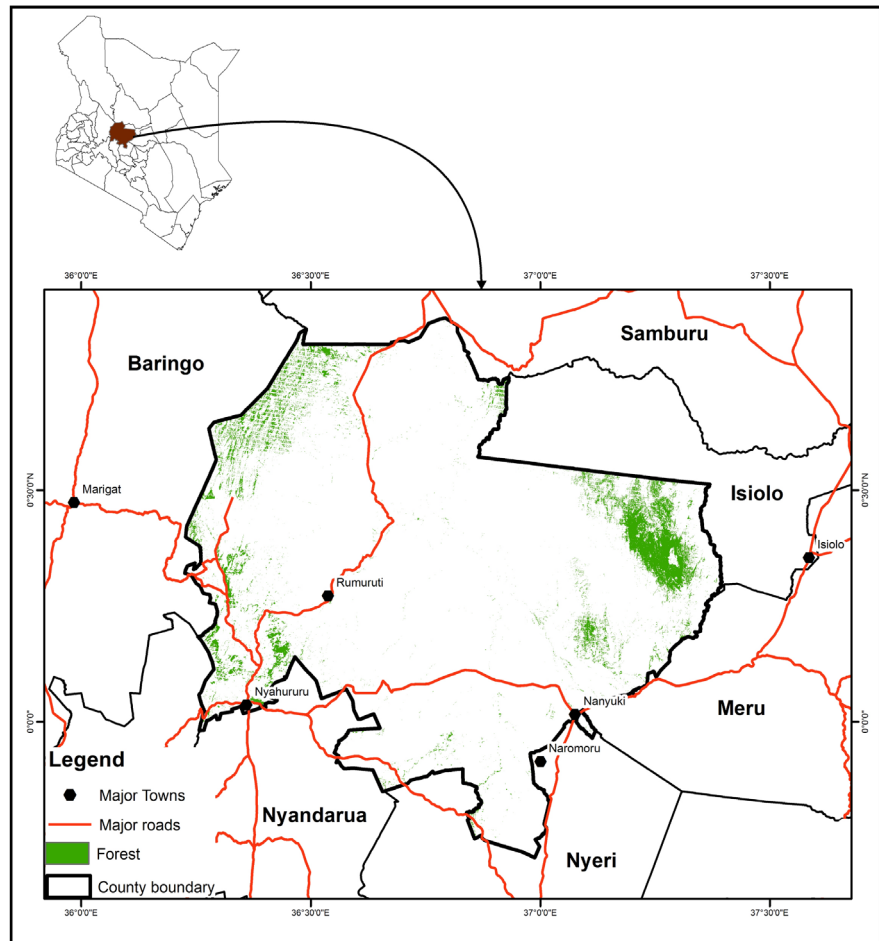 36°0'0"E
36°30'0"E
37°0'0"E
37°30'0"E
Samburu
Baringo
Marigat
0°30'0"N
0°30'0"N
Isiolo
Isiolo
Rumuruti
Nyahururu
Nanyuki
Meru
0°0'0"
0°0'0"
Naromoru
Legend
Major Towns
Major roads
Forest
County boundary
Nyandarua
Nyeri
36°0'0"E
36°30'0"E
37°0'0"E
37°30'0"E